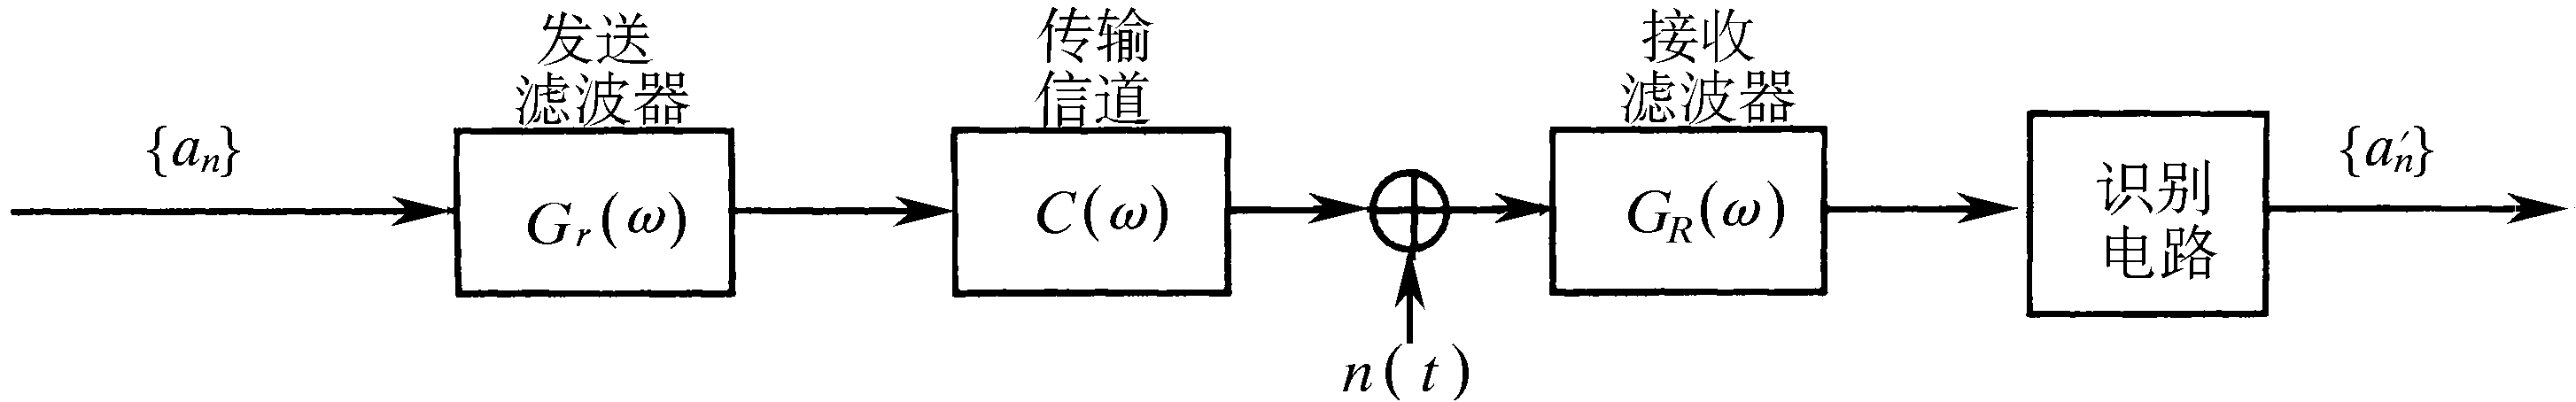 发送
滤波器
传输
信道
接收
滤波器
{aₙ}
Gᵣ(ω)
C(ω)
G_R(ω)
识别
电路
{a′ₙ}
n(t)